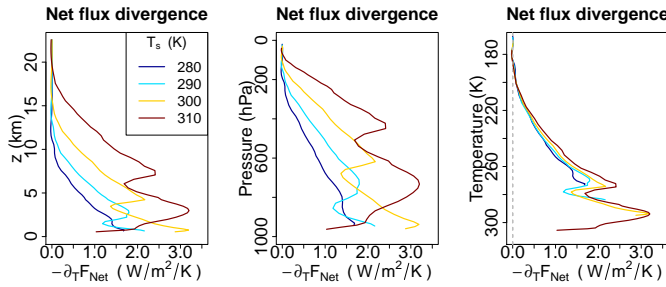 Net flux divergence
z (km)
0 5 10 15 20
T_s (K)
280
290
300
310
0.0 1.0 2.0 3.0
−∂_T F_Net ( W/m²/K )
Net flux divergence
Pressure (hPa)
0 200 600 1000
0.0 1.0 2.0 3.0
−∂_T F_Net ( W/m²/K )
Net flux divergence
Temperature (K)
180 220 260 300
0.0 1.0 2.0 3.0
−∂_T F_Net ( W/m²/K )